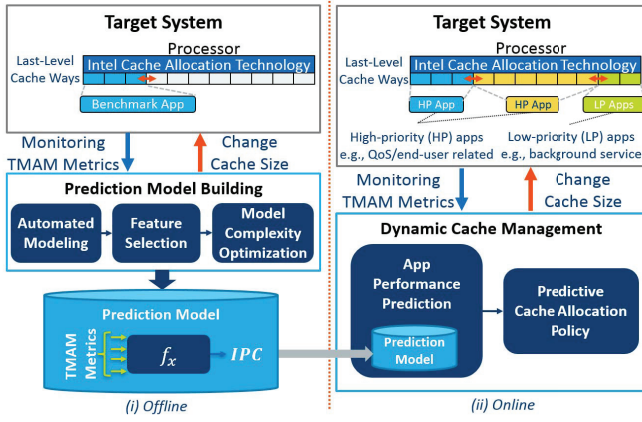 Target System
Processor
Last-Level
Cache Ways
Intel Cache Allocation Technology
Benchmark App
Monitoring
TMAM Metrics
Change
Cache Size
Prediction Model Building
Automated
Modeling
Feature
Selection
Model
Complexity
Optimization
Prediction Model
TMAM
Metrics
fx
IPC
(i) Offline
Target System
Processor
Last-Level
Cache Ways
Intel Cache Allocation Technology
HP App
HP App
LP Apps
High-priority (HP) apps
e.g., QoS/end-user related
Low-priority (LP) apps
e.g., background service
Monitoring
TMAM Metrics
Change
Cache Size
Dynamic Cache Management
App
Performance
Prediction
Prediction
Model
Predictive
Cache Allocation
Policy
(ii) Online